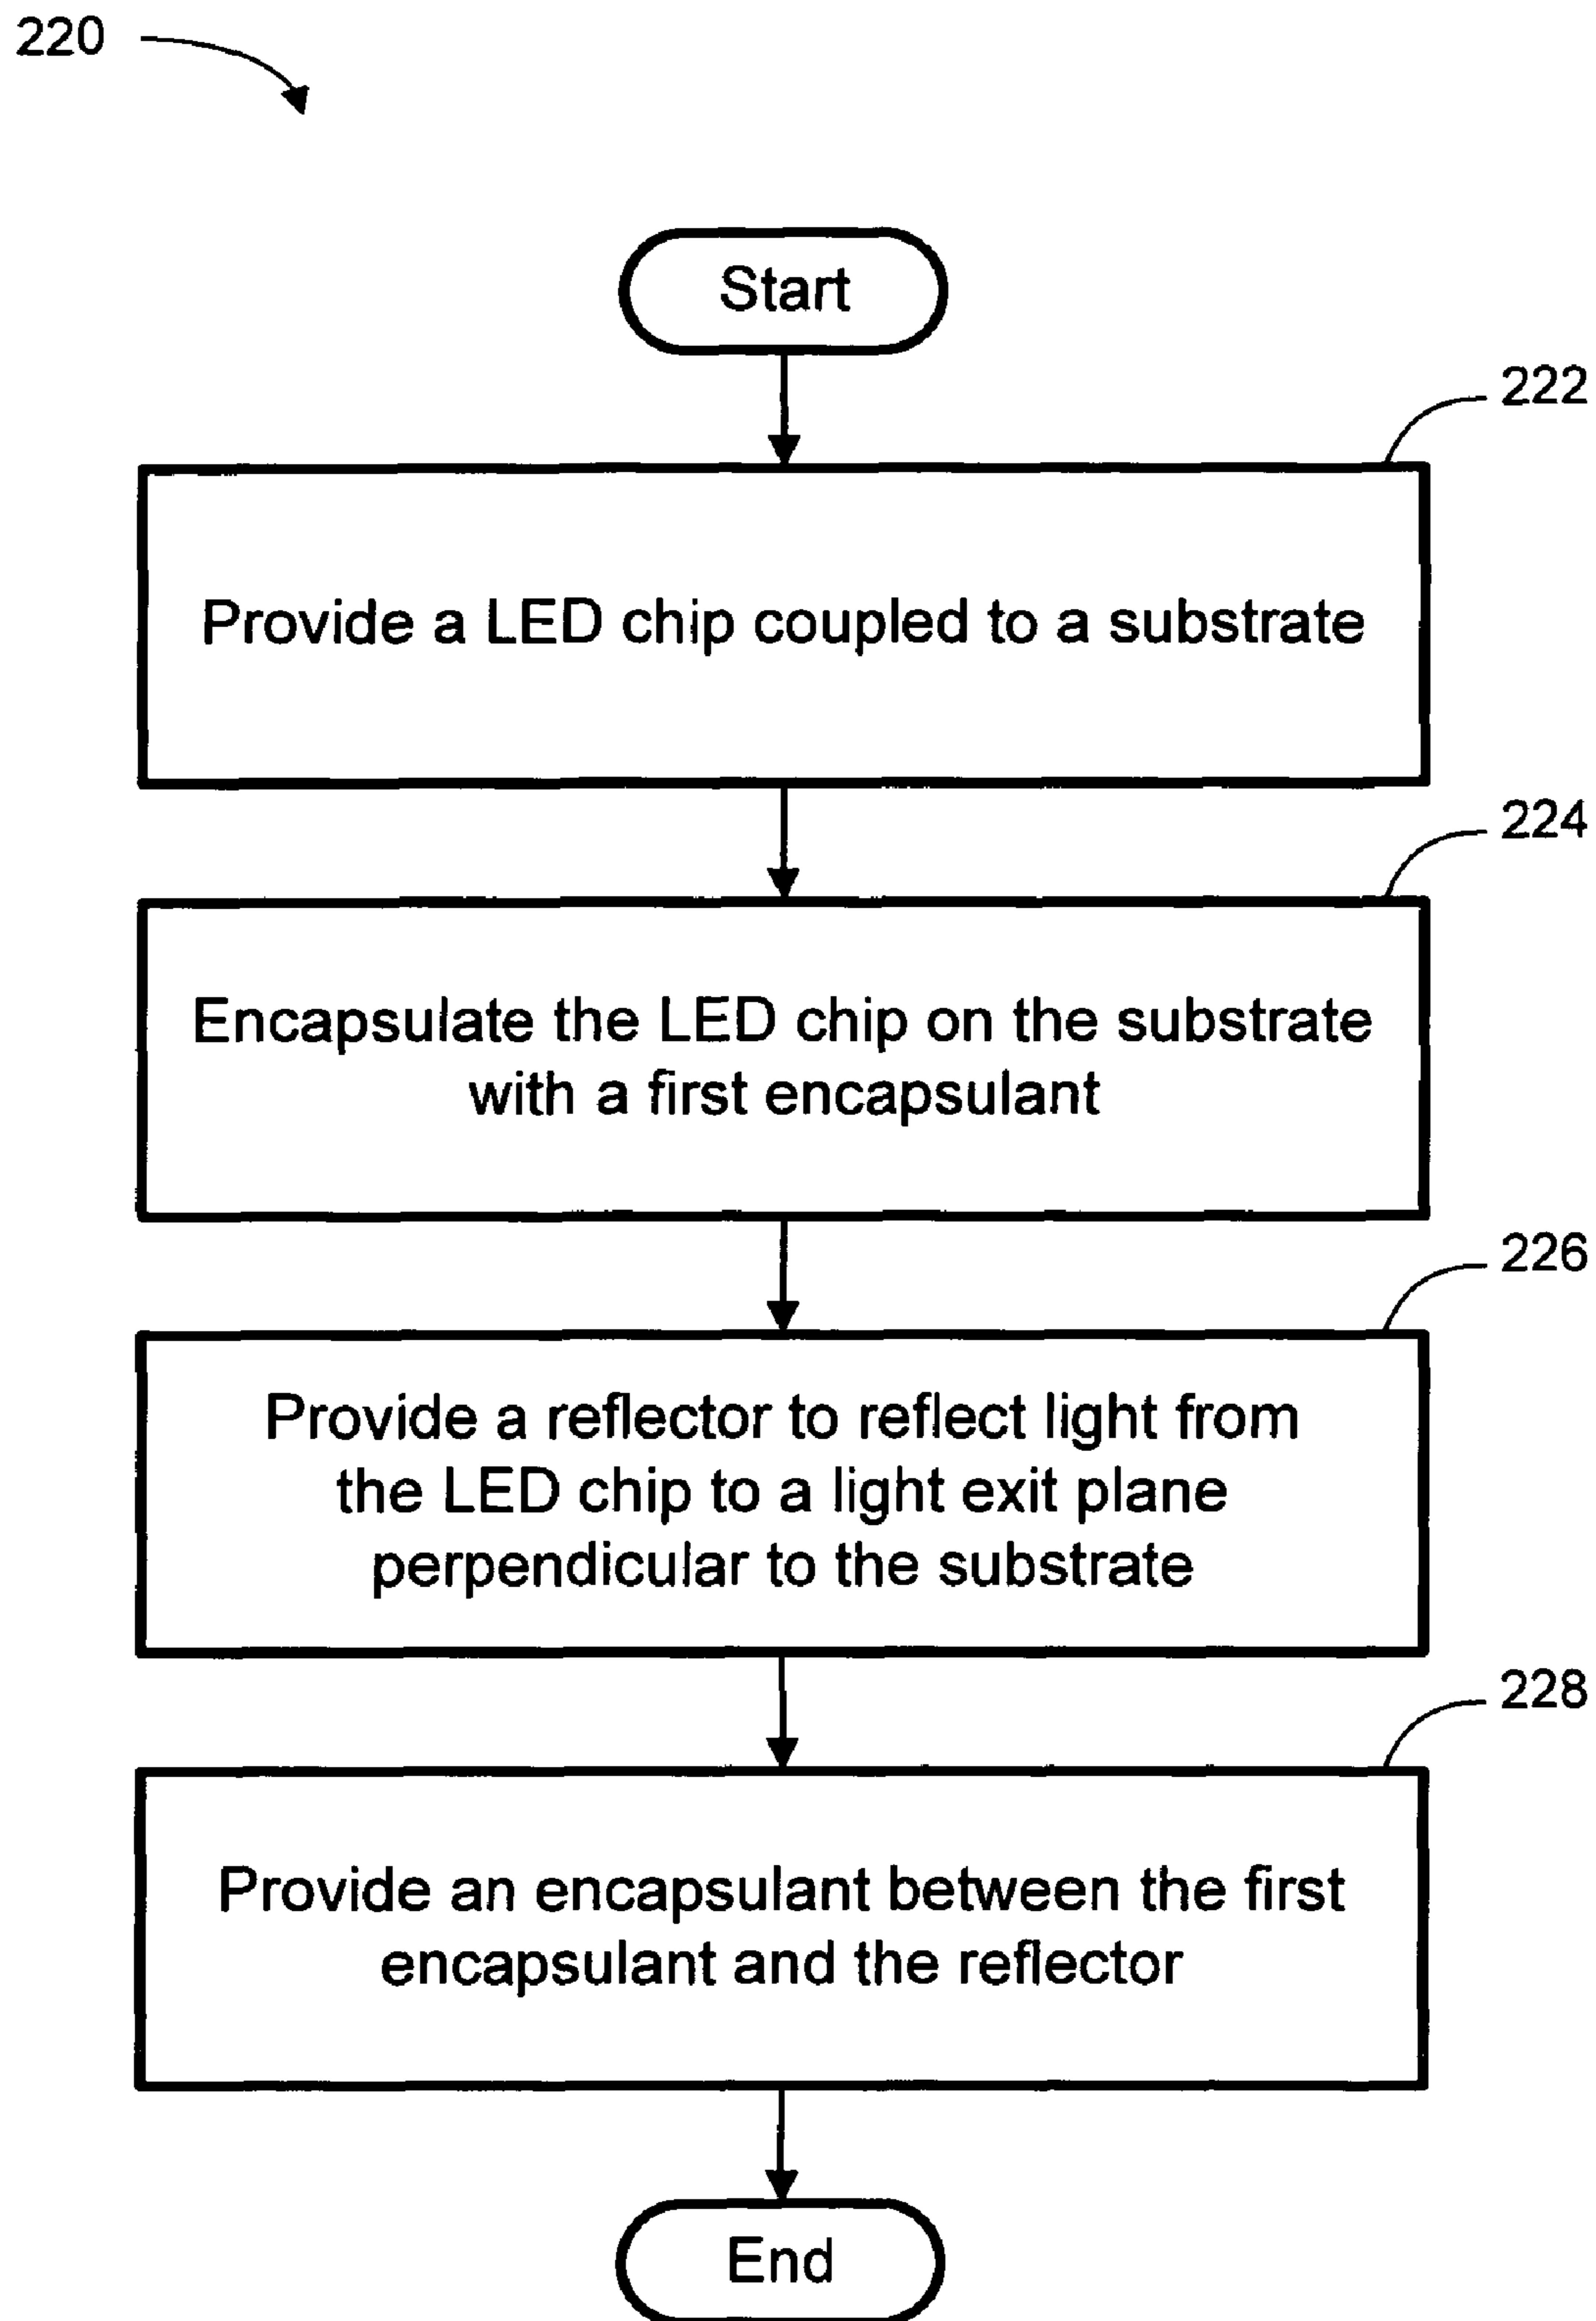 220
Start
222
Provide a LED chip coupled to a substrate
224
Encapsulate the LED chip on the substrate
with a first encapsulant
226
Provide a reflector to reflect light from
the LED chip to a light exit plane
perpendicular to the substrate
228
Provide an encapsulant between the first
encapsulant and the reflector
End